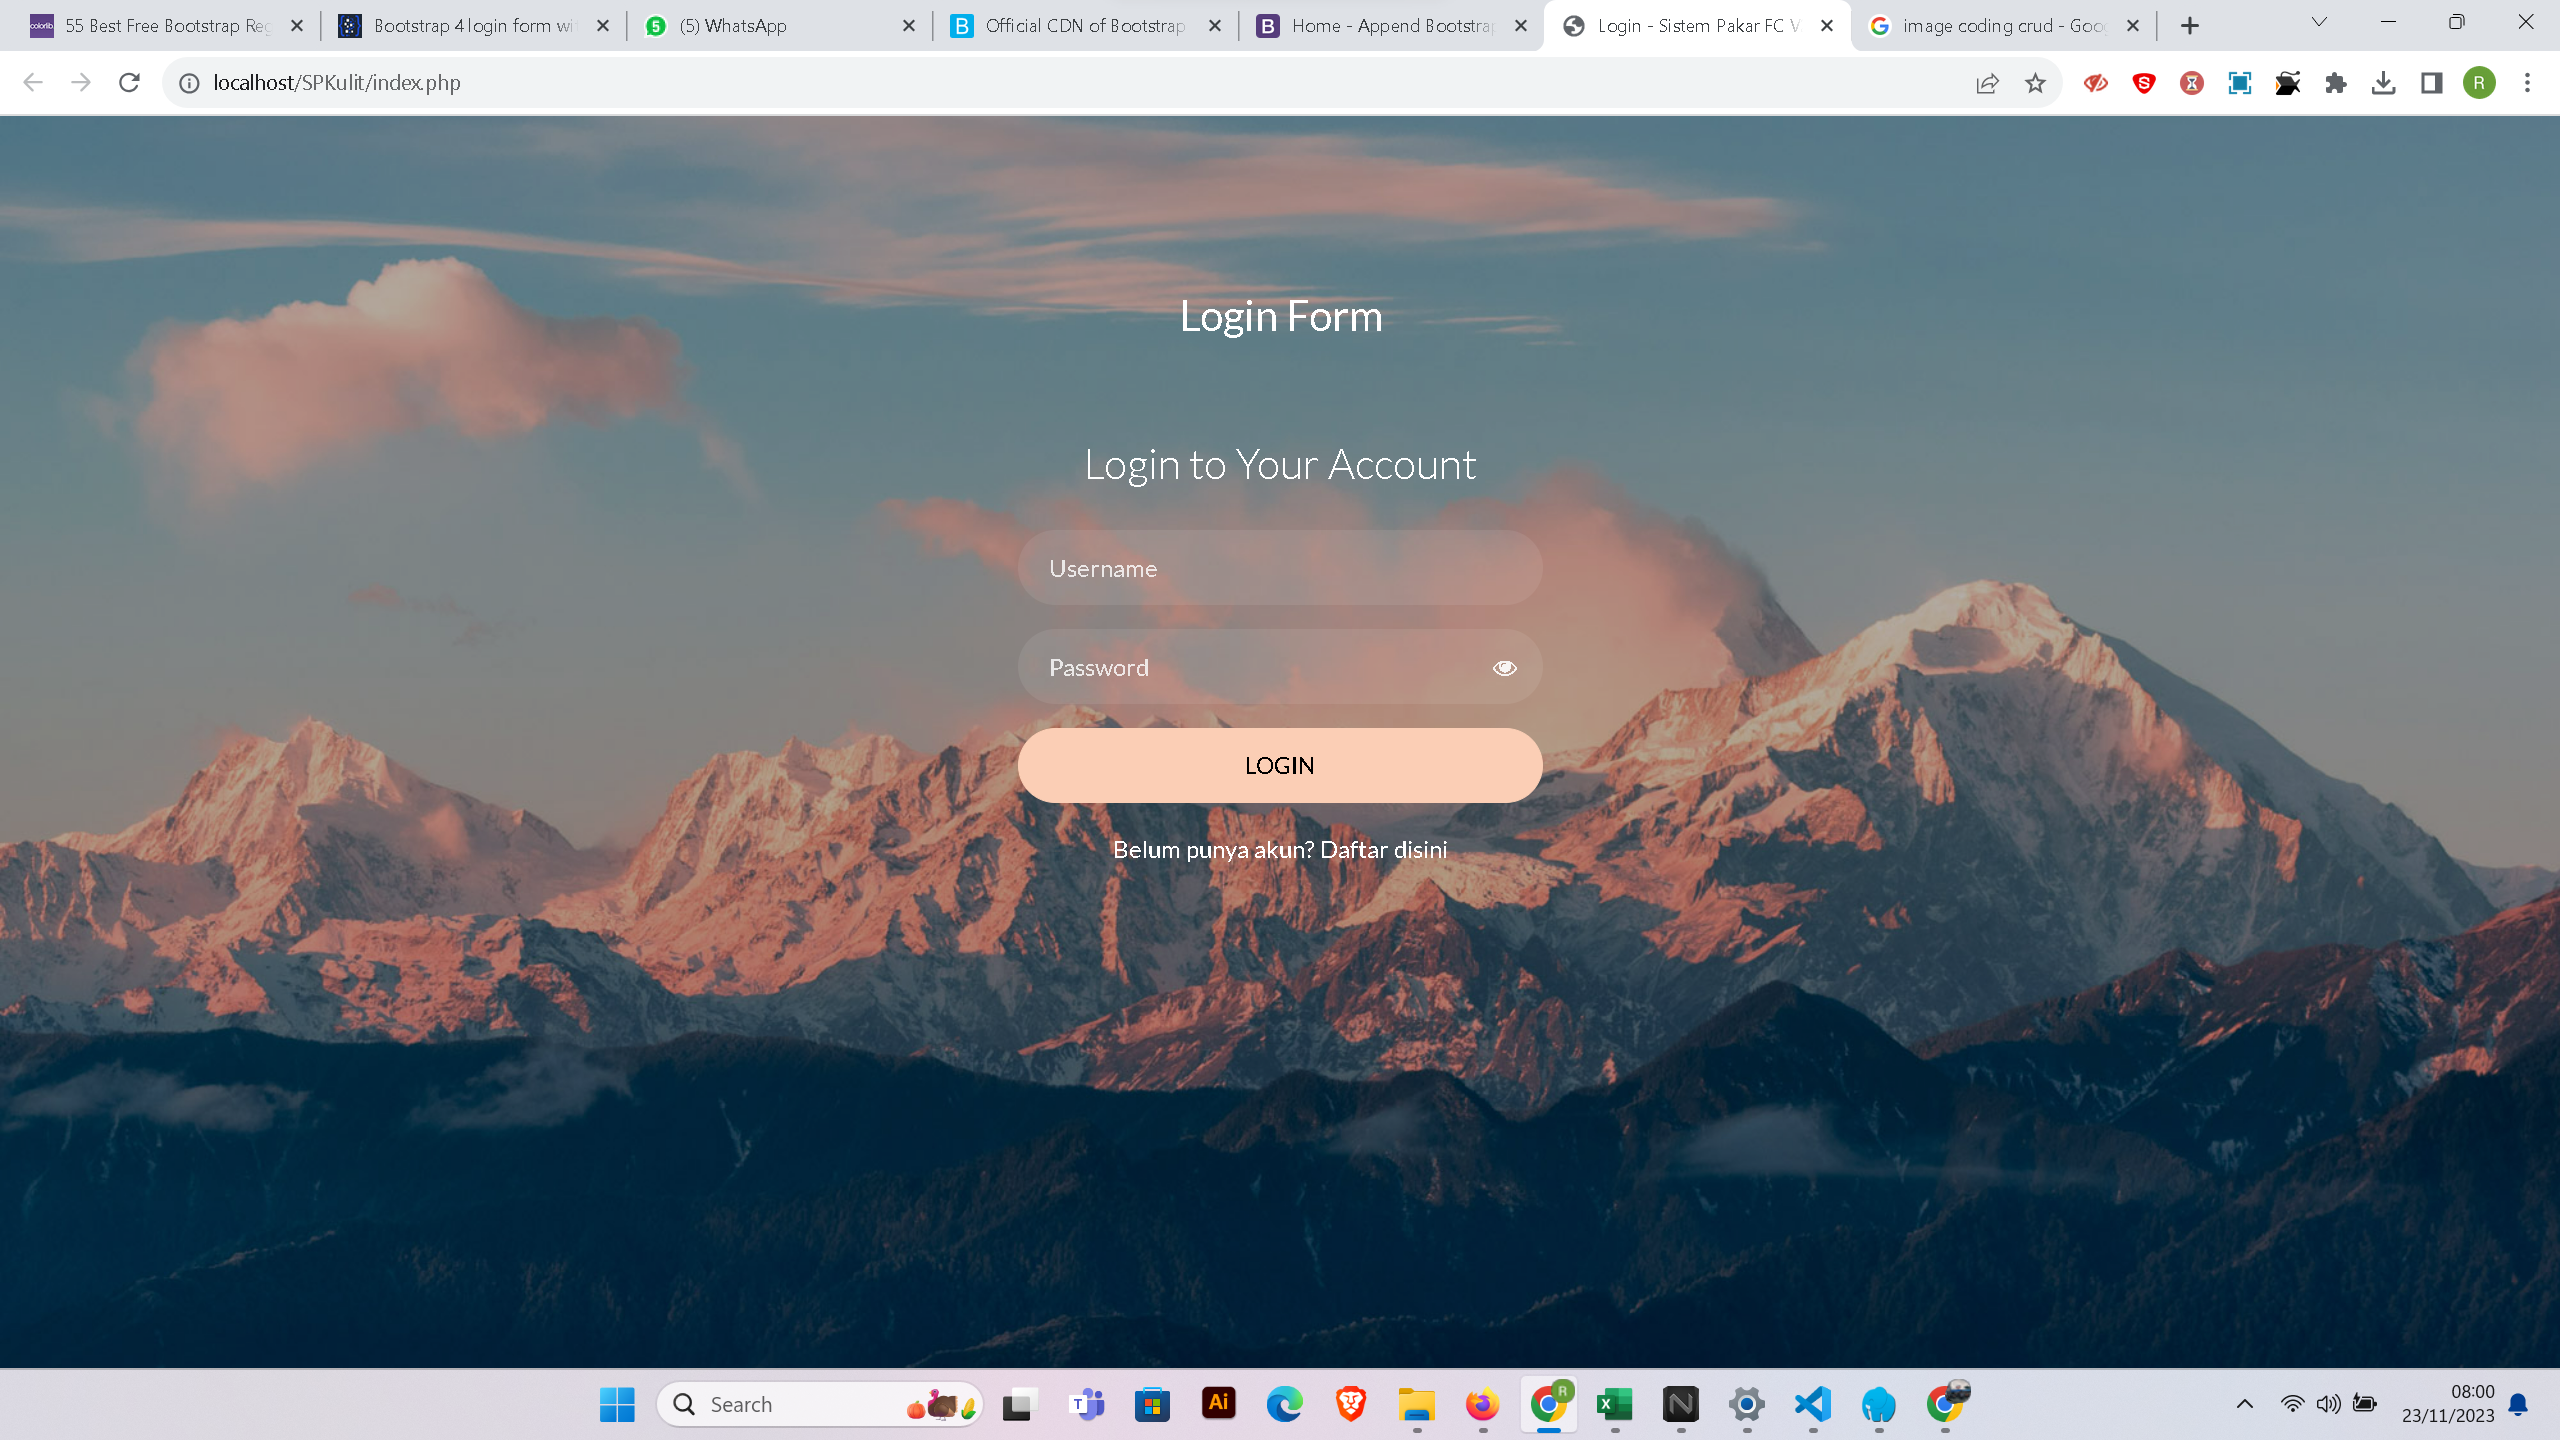 55 Best Free Bootstrap Reg
Bootstrap 4 login form wi
(5) WhatsApp
Official CDN of Bootstrap
Home - Append Bootstrap
Login - Sistem Pakar FC V
image coding crud - Goo
localhost/SPKulit/index.php
R
Login Form
Login to Your Account
Username
Password
LOGIN
Belum punya akun? Daftar disini
Search
08:00
23/11/2023